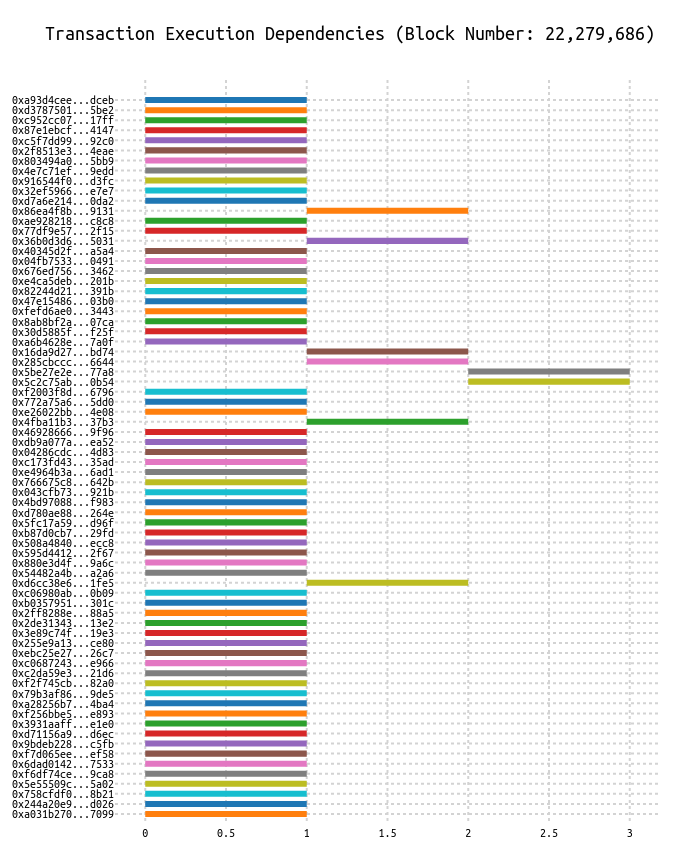 Transaction Execution Dependencies (Block Number: 22,279,686)
0xa93d4cee...dceb
0xd3787501...5be2
0xc952cc07...17ff
0x87e1ebcf...4147
0xc5f7dd99...92c0
0x2f8513e3...4eae
0x803494a0...5bb9
0x4e7c71ef...9edd
0x916544f0...d3fc
0x32ef5966...e7e7
0xd7a6e214...0da2
0x86ea4f8b...9131
0xae928218...c8c8
0x77df9e57...2f15
0x36b0d3d6...5031
0x40345d2f...a5a4
0x04fb7533...0491
0x676ed756...3462
0xe4ca5deb...201b
0x82244d21...391b
0x47e15486...03b0
0xfefd6ae0...3443
0x8ab8bf2a...07ca
0x30d5885f...f25f
0xa6b4628e...7a0f
0x16da9d27...bd74
0x285cbccc...6644
0x5be27e2e...77a8
0x5c2c75ab...0b54
0xf2003f8d...6796
0x772a75a6...5dd0
0xe26022bb...4e08
0x4fba11b3...37b3
0x46928666...9f96
0xdb9a077a...ea52
0x04286cdc...4d83
0xc173fd43...35ad
0xe4964b3a...6ad1
0x766675c8...642b
0x043cfb73...921b
0x4bd97088...f983
0xd780ae88...264e
0x5fc17a59...d96f
0xb87d0cb7...29fd
0x508a4840...ecc8
0x595d4412...2f67
0x880e3d4f...9a6c
0x54482a4b...a2a6
0xd6cc38e6...1fe5
0xc06980ab...0b09
0xb0357951...301c
0x2ff8288e...88a5
0x2de31343...13e2
0x3e89c74f...19e3
0x255e9a13...ce80
0xebc25e27...26c7
0xc0687243...e966
0xc2da59e3...21d6
0xf2f745cb...82a0
0x79b3af86...9de5
0xa28256b7...4ba4
0xf256bbe5...e893
0x3931aaff...e1e0
0xd71156a9...d6ec
0x9bdeb228...c5fb
0xf7d065ee...ef58
0x6dad0142...7533
0xf6df74ce...9ca8
0x5e55509c...5a02
0x758cfdf0...8b21
0x244a20e9...d026
0xa031b270...7099
0 0.5 1 1.5 2 2.5 3